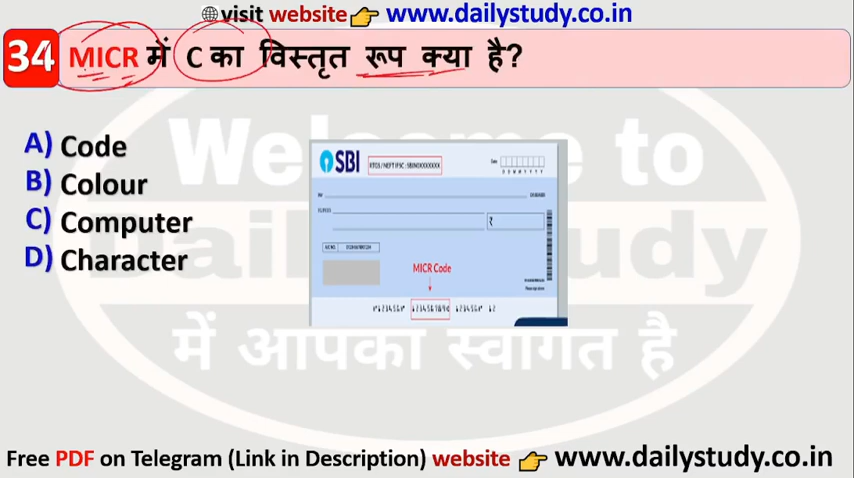 visit website 👉 www.dailystudy.co.in
34 MICR में C का विस्तृत रूप क्या है?
A) Code
B) Colour
C) Computer
D) Character
Welcome to
Daily Study
में आपका स्वागत है
SBI
MICR Code
Free PDF on Telegram (Link in Description) website 👉 www.dailystudy.co.in